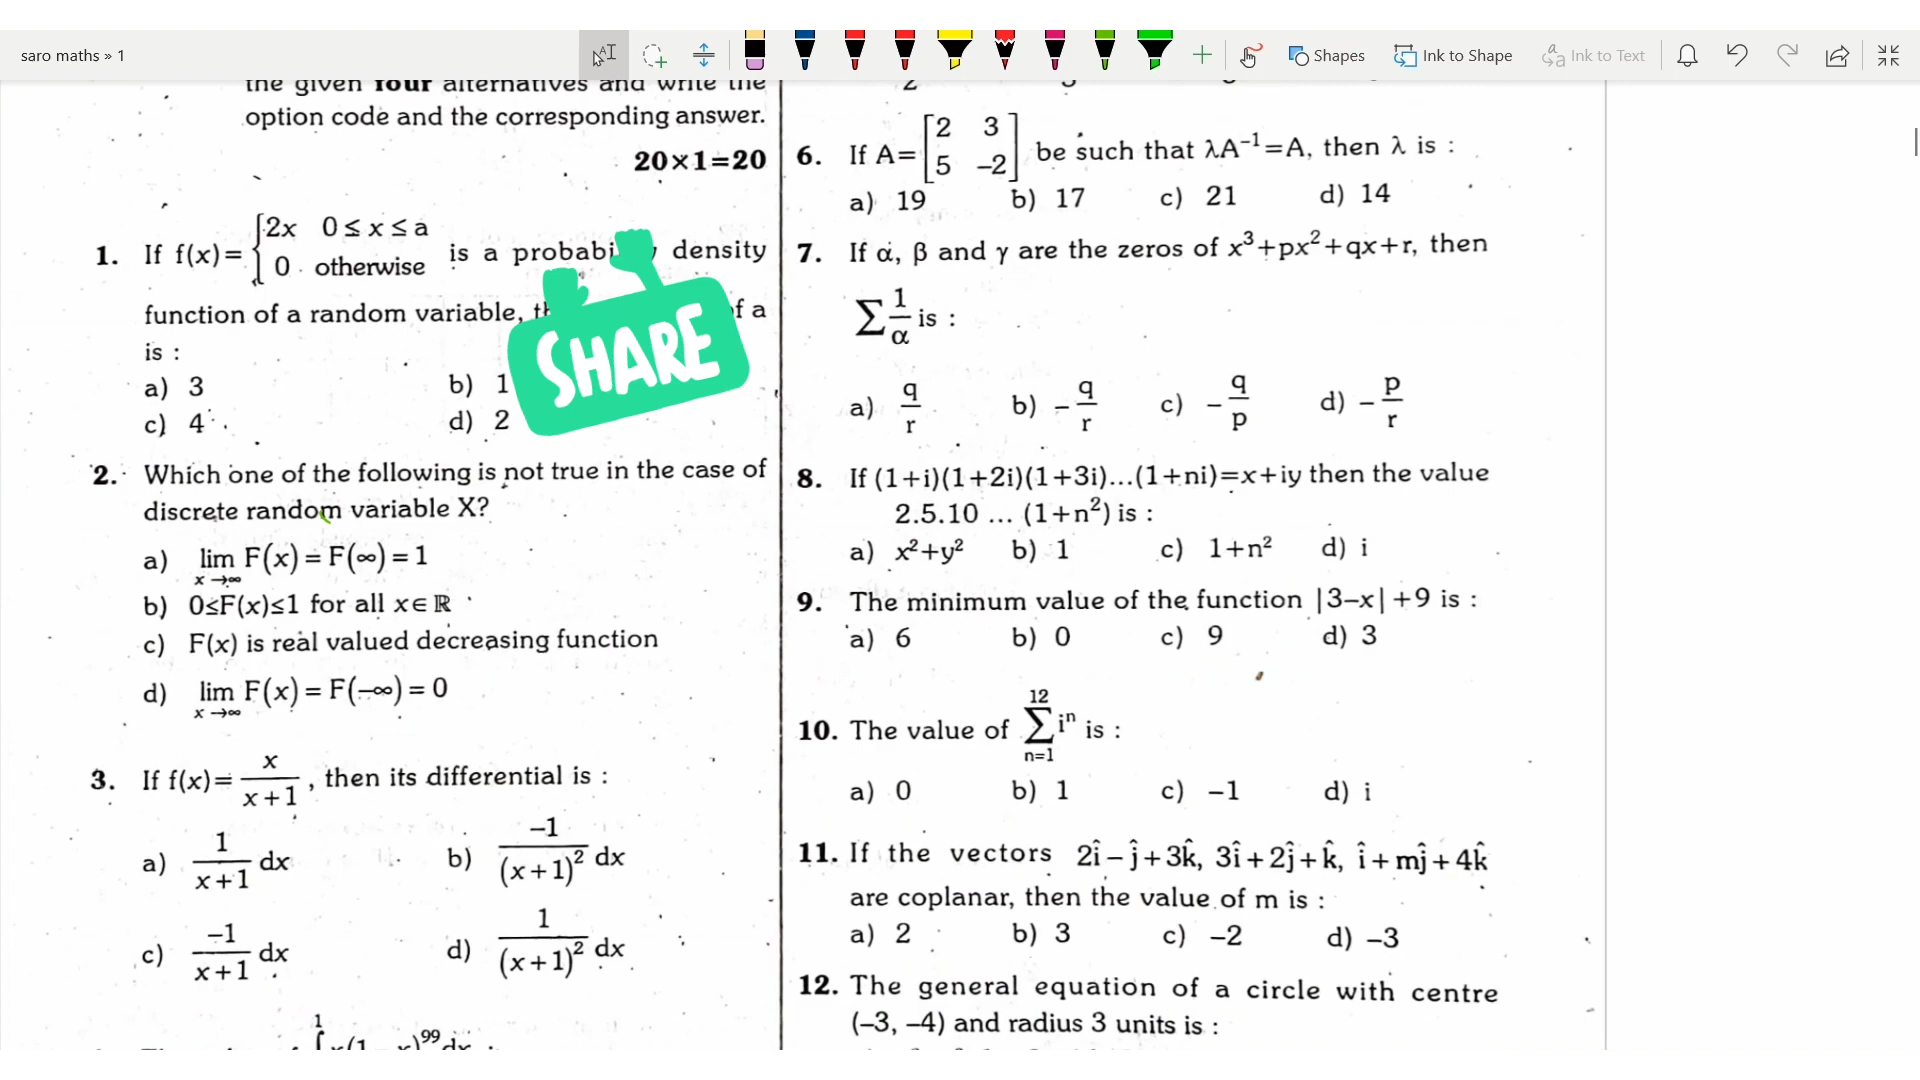 saro maths » 1
Shapes
Ink to Shape
Ink to Text
the given four alternatives and write the
option code and the corresponding answer.
20×1=20
1. If f(x)= { 2x 0≤x≤a
0 otherwise is a probabi density
function of a random variable, f a
is :
a) 3 b) 1
c) 4 d) 2
SHARE
2. Which one of the following is not true in the case of
discrete random variable X?
a) lim x→∞ F(x)=F(∞)=1
b) 0≤F(x)≤1 for all x∈ℝ
c) F(x) is real valued decreasing function
d) lim x→∞ F(x)=F(−∞)=0
3. If f(x)= x/(x+1), then its differential is :
a) 1/(x+1) dx b) −1/(x+1)² dx
c) −1/(x+1) dx d) 1/(x+1)² dx
6. If A= [2 3
5 −2] be such that λA⁻¹=A, then λ is :
a) 19 b) 17 c) 21 d) 14
7. If α, β and γ are the zeros of x³+px²+qx+r, then
Σ 1/α is :
a) q/r b) −q/r c) −q/p d) −p/r
8. If (1+i)(1+2i)(1+3i)...(1+ni)=x+iy then the value
2.5.10 ... (1+n²) is :
a) x²+y² b) 1 c) 1+n² d) i
9. The minimum value of the function |3−x|+9 is :
a) 6 b) 0 c) 9 d) 3
10. The value of Σ_{n=1}^{12} iⁿ is :
a) 0 b) 1 c) −1 d) i
11. If the vectors 2î−ĵ+3k̂, 3î+2ĵ+k̂, î+mĵ+4k̂
are coplanar, then the value of m is :
a) 2 b) 3 c) −2 d) −3
12. The general equation of a circle with centre
(−3, −4) and radius 3 units is :